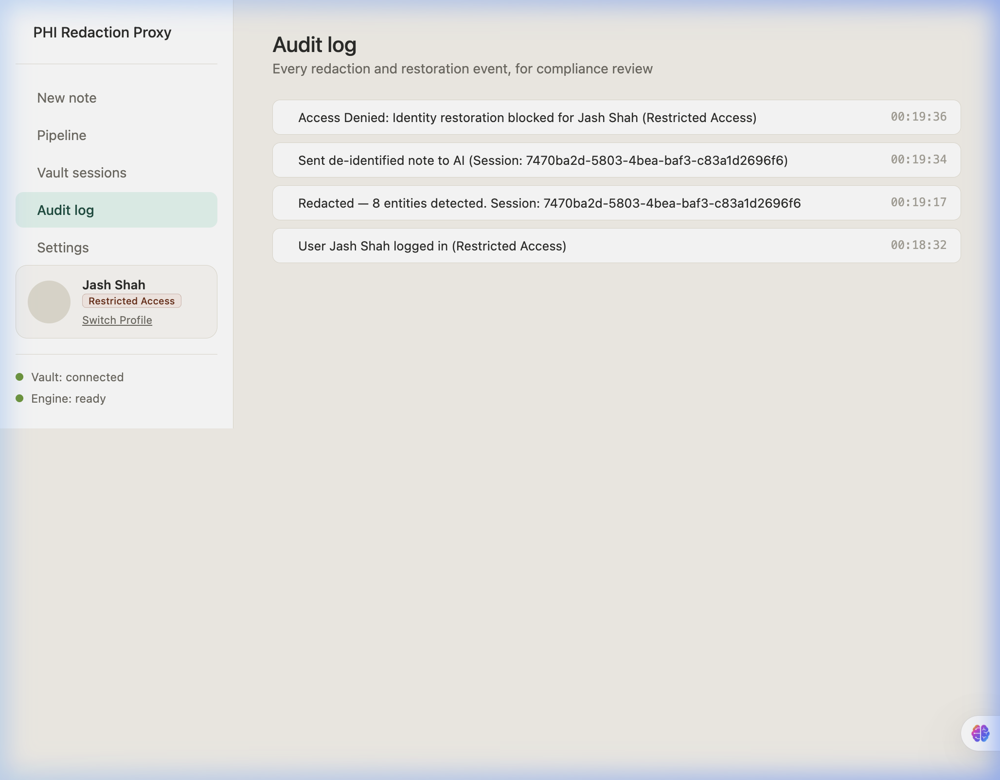 PHI Redaction Proxy
New note
Pipeline
Vault sessions
Audit log
Settings
Jash Shah
Restricted Access
Switch Profile
Vault: connected
Engine: ready
Audit log
Every redaction and restoration event, for compliance review
Access Denied: Identity restoration blocked for Jash Shah (Restricted Access) 00:19:36
Sent de-identified note to AI (Session: 7470ba2d-5803-4bea-baf3-c83a1d2696f6) 00:19:34
Redacted — 8 entities detected. Session: 7470ba2d-5803-4bea-baf3-c83a1d2696f6 00:19:17
User Jash Shah logged in (Restricted Access) 00:18:32